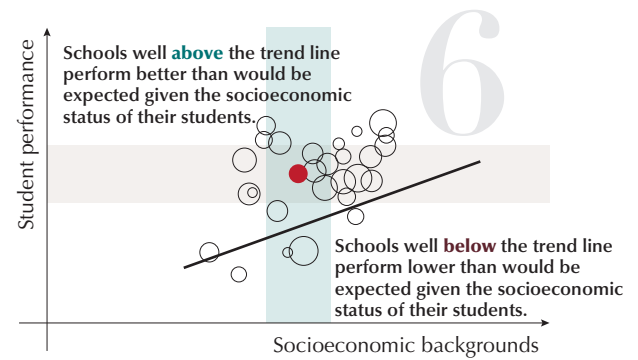 6
Schools well above the trend line
perform better than would be
expected given the socioeconomic
status of their students.
Student performance
Schools well below the trend line
perform lower than would be
expected given the socioeconomic
status of their students.
Socioeconomic backgrounds